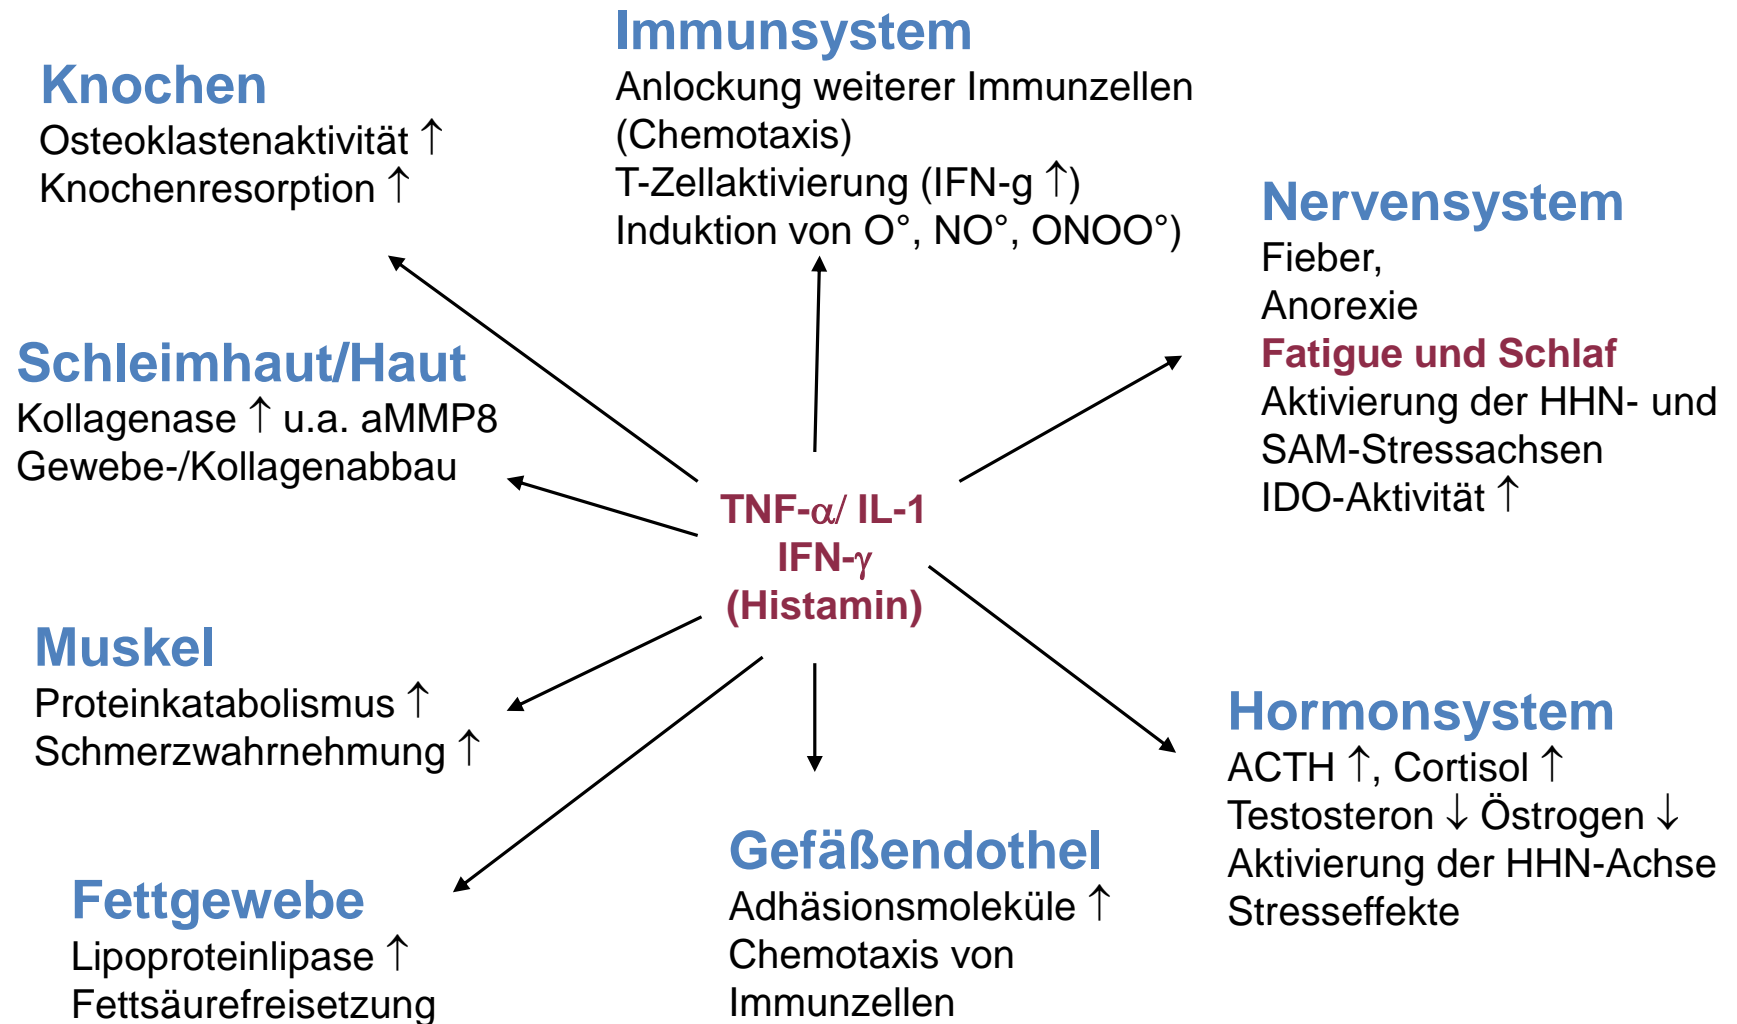 Immunsystem
Anlockung weiterer Immunzellen
(Chemotaxis)
T-Zellaktivierung (IFN-g ↑)
Induktion von O°, NO°, ONOO°)
Knochen
Osteoklastenaktivität ↑
Knochenresorption ↑
Nervensystem
Fieber,
Anorexie
Fatigue und Schlaf
Aktivierung der HHN- und
SAM-Stressachsen
IDO-Aktivität ↑
Schleimhaut/Haut
Kollagenase ↑ u.a. aMMP8
Gewebe-/Kollagenabbau
TNF-α/ IL-1
IFN-γ
(Histamin)
Muskel
Proteinkatabolismus ↑
Schmerzwahrnehmung ↑
Hormonsystem
ACTH ↑, Cortisol ↑
Testosteron ↓ Östrogen ↓
Aktivierung der HHN-Achse
Stresseffekte
Gefäßendothel
Adhäsionsmoleküle ↑
Chemotaxis von
Immunzellen
Fettgewebe
Lipoproteinlipase ↑
Fettsäurefreisetzung